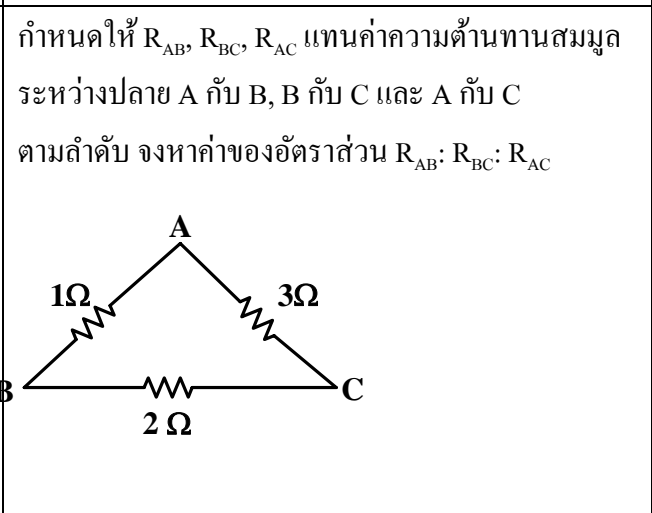 กำหนดให้ R_AB, R_BC, R_AC แทนค่าความต้านทานสมมูล
ระหว่างปลาย A กับ B, B กับ C และ A กับ C
ตามลำดับ จงหาค่าของอัตราส่วน R_AB: R_BC: R_AC
A
1Ω 3Ω
B C
2 Ω